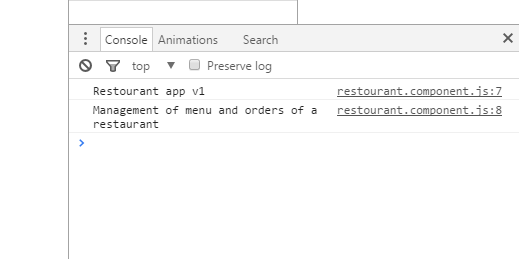 Console Animations Search
top Preserve log
Restourant app v1 restourant.component.js:7
Management of menu and orders of a restourant.component.js:8
restaurant